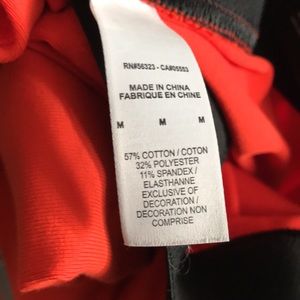 RN#56323 - CA#05553
MADE IN CHINA
FABRIQUE EN CHINE
M M M
57% COTTON / COTON
32% POLYESTER
11% SPANDEX /
ELASTHANNE
EXCLUSIVE OF
DECORATION /
DECORATION NON
COMPRISE